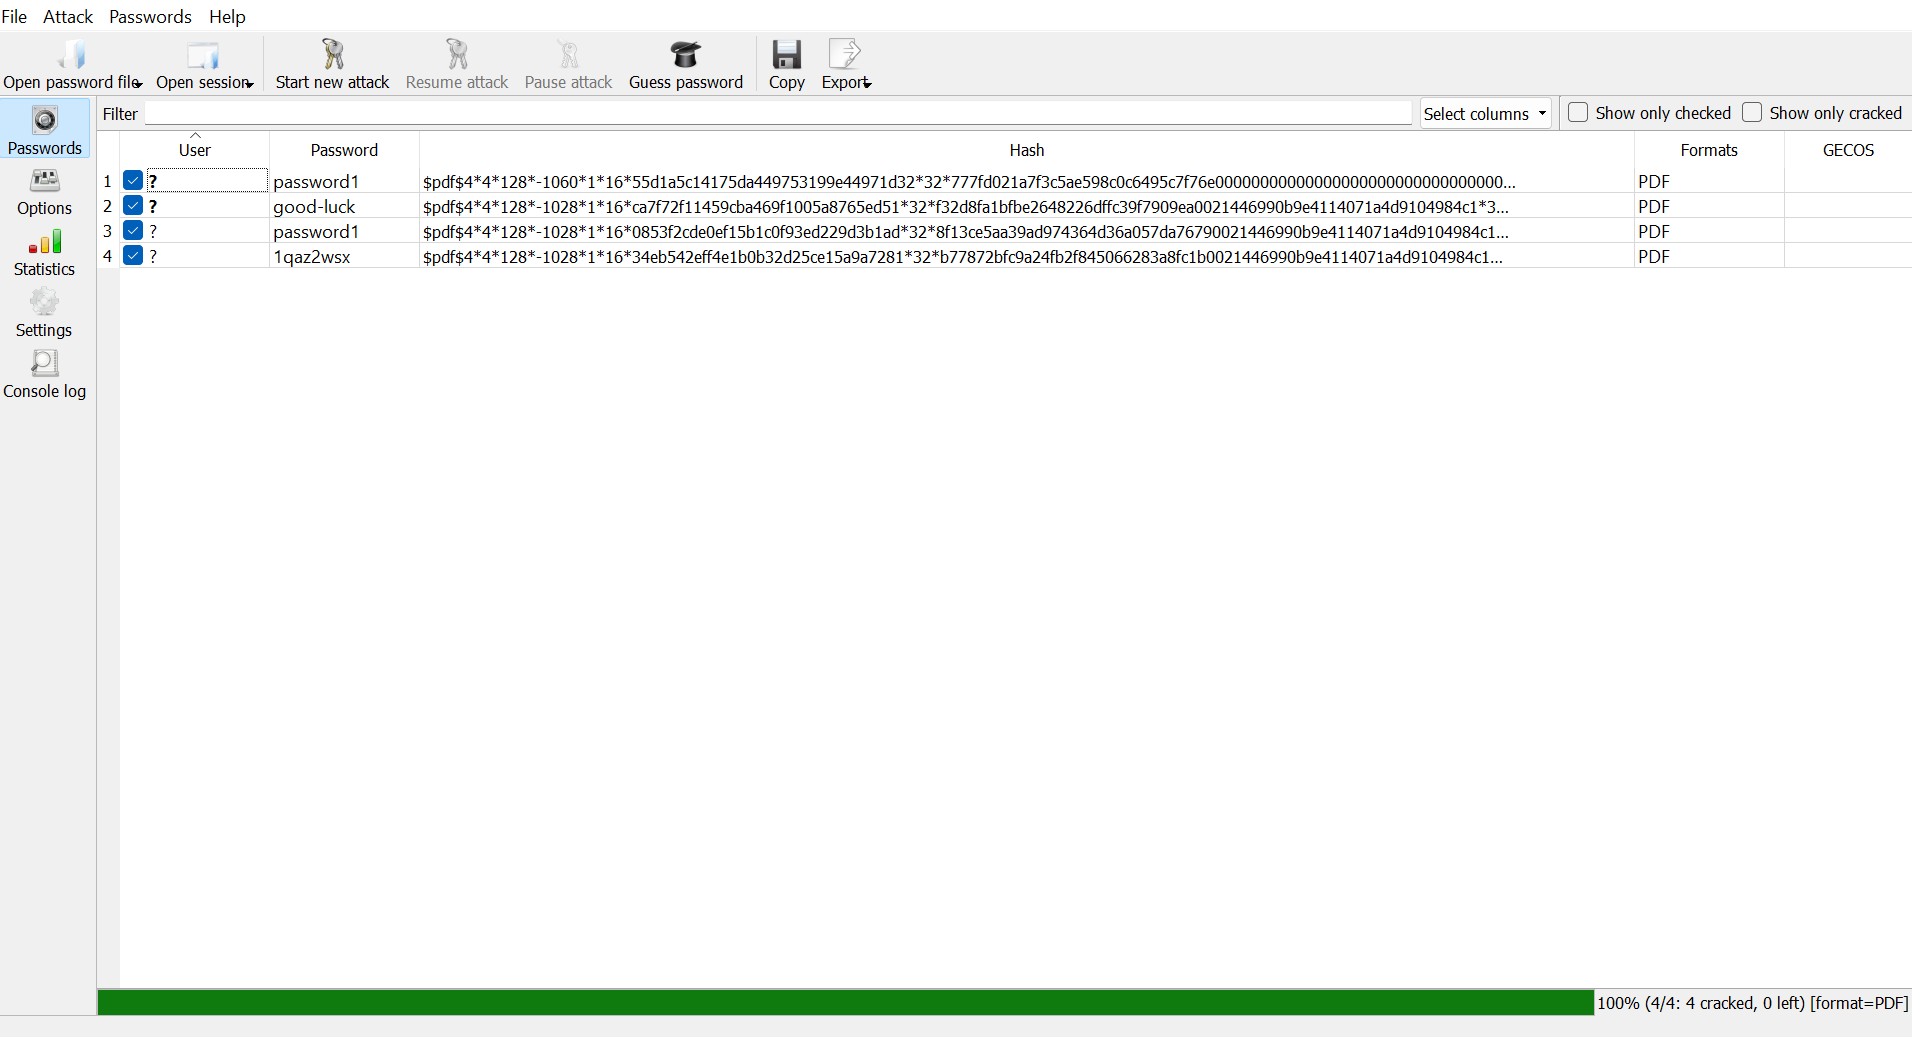 File Attack Passwords Help
Open password file Open session Start new attack Resume attack Pause attack Guess password Copy Export
Passwords
Options
Statistics
Settings
Console log
Filter Select columns Show only checked Show only cracked
User Password Hash Formats GECOS
1 ? password1 $pdf$4*4*128*-1060*1*16*55d1a5c14175da449753199e44971d32*32*777fd021a7f3c5ae598c0c6495c7f76e00000000000000000000000000000000... PDF
2 ? good-luck $pdf$4*4*128*-1028*1*16*ca7f72f11459cba469f1005a8765ed51*32*f32d8fa1bfbe2648226dffc39f7909ea0021446990b9e4114071a4d9104984c1*3... PDF
3 ? password1 $pdf$4*4*128*-1028*1*16*0853f2cde0ef15b1c0f93ed229d3b1ad*32*8f13ce5aa39ad974364d36a057da76790021446990b9e4114071a4d9104984c1... PDF
4 ? 1qaz2wsx $pdf$4*4*128*-1028*1*16*34eb542eff4e1b0b32d25ce15a9a7281*32*b77872bfc9a24fb2f845066283a8fc1b0021446990b9e4114071a4d9104984c1... PDF
100% (4/4: 4 cracked, 0 left) [format=PDF]